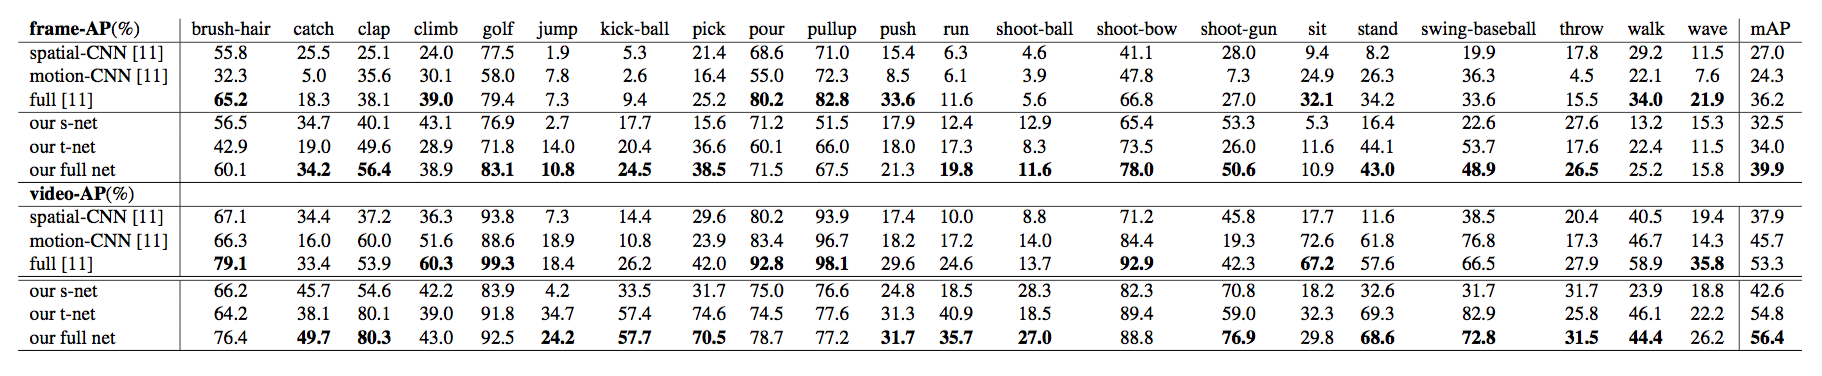 frame-AP(%) brush-hair catch clap climb golf jump kick-ball pick pour pullup push run shoot-ball shoot-bow shoot-gun sit stand swing-baseball throw walk wave mAP
spatial-CNN [11] 55.8 25.5 25.1 24.0 77.5 1.9 5.3 21.4 68.6 71.0 15.4 6.3 4.6 41.1 28.0 9.4 8.2 19.9 17.8 29.2 11.5 27.0
motion-CNN [11] 32.3 5.0 35.6 30.1 58.0 7.8 2.6 16.4 55.0 72.3 8.5 6.1 3.9 47.8 7.3 24.9 26.3 36.3 4.5 22.1 7.6 24.3
full [11] 65.2 18.3 38.1 39.0 79.4 7.3 9.4 25.2 80.2 82.8 33.6 11.6 5.6 66.8 27.0 32.1 34.2 33.6 15.5 34.0 21.9 36.2
our s-net 56.5 34.7 40.1 43.1 76.9 2.7 17.7 15.6 71.2 51.5 17.9 12.4 12.9 65.4 53.3 5.3 16.4 22.6 27.6 13.2 15.3 32.5
our t-net 42.9 19.0 49.6 28.9 71.8 14.0 20.4 36.6 60.1 66.0 18.0 17.3 8.3 73.5 26.0 11.6 44.1 53.7 17.6 22.4 11.5 34.0
our full net 60.1 34.2 56.4 38.9 83.1 10.8 24.5 38.5 71.5 67.5 21.3 19.8 11.6 78.0 50.6 10.9 43.0 48.9 26.5 25.2 15.8 39.9
video-AP(%)
spatial-CNN [11] 67.1 34.4 37.2 36.3 93.8 7.3 14.4 29.6 80.2 93.9 17.4 10.0 8.8 71.2 45.8 17.7 11.6 38.5 20.4 40.5 19.4 37.9
motion-CNN [11] 66.3 16.0 60.0 51.6 88.6 18.9 10.8 23.9 83.4 96.7 18.2 17.2 14.0 84.4 19.3 72.6 61.8 76.8 17.3 46.7 14.3 45.7
full [11] 79.1 33.4 53.9 60.3 99.3 18.4 26.2 42.0 92.8 98.1 29.6 24.6 13.7 92.9 42.3 67.2 57.6 66.5 27.9 58.9 35.8 53.3
our s-net 66.2 45.7 54.6 42.2 83.9 4.2 33.5 31.7 75.0 76.6 24.8 18.5 28.3 82.3 70.8 18.2 32.6 31.7 31.7 23.9 18.8 42.6
our t-net 64.2 38.1 80.1 39.0 91.8 34.7 57.4 74.6 74.5 77.6 31.3 40.9 18.5 89.4 59.0 32.3 69.3 82.9 25.8 46.1 22.2 54.8
our full net 76.4 49.7 80.3 43.0 92.5 24.2 57.7 70.5 78.7 77.2 31.7 35.7 27.0 88.8 76.9 29.8 68.6 72.8 31.5 44.4 26.2 56.4